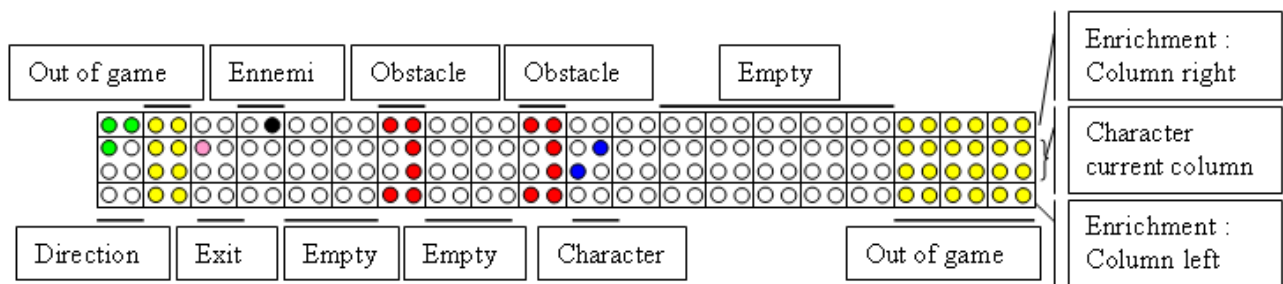 Out of game
Ennemi
Obstacle
Obstacle
Empty
Enrichment :
Column right
Character
current column
Direction
Exit
Empty
Empty
Character
Out of game
Enrichment :
Column left